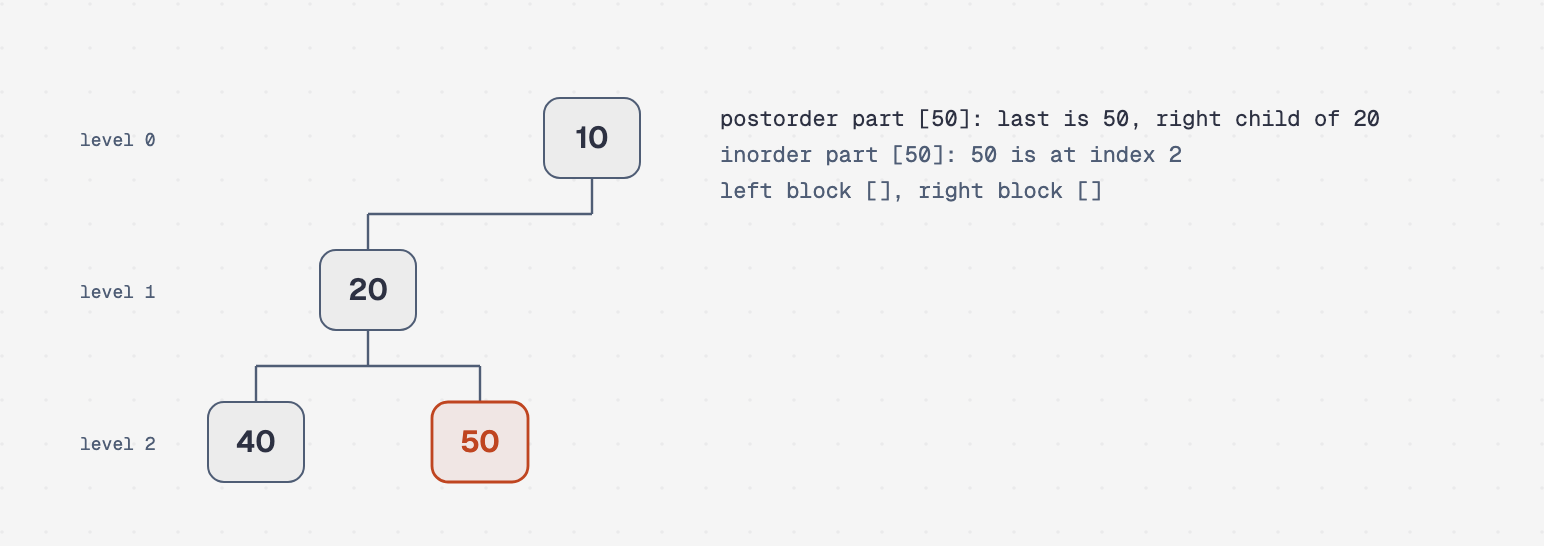 level 0
10
postorder part [50]: last is 50, right child of 20
inorder part [50]: 50 is at index 2
left block [], right block []
level 1
20
level 2
40
50